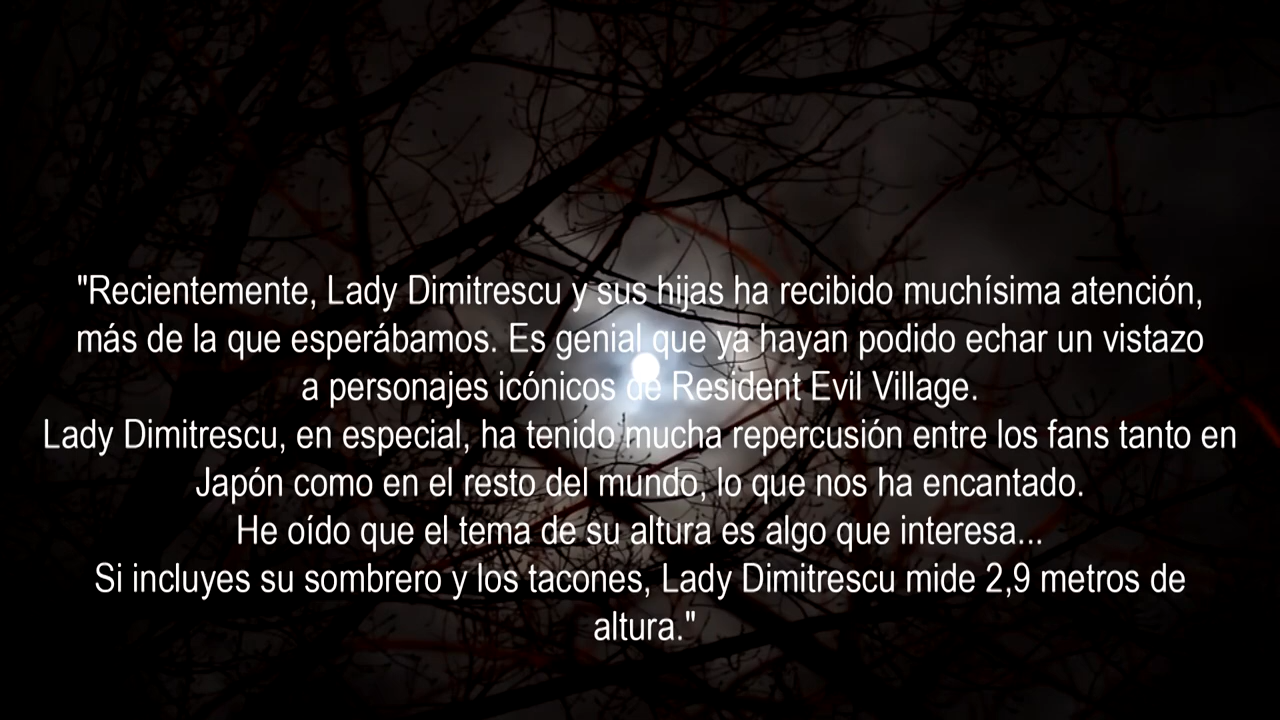 "Recientemente, Lady Dimitrescu y sus hijas ha recibido muchísima atención,
más de la que esperábamos. Es genial que ya hayan podido echar un vistazo
a personajes icónicos de Resident Evil Village.
Lady Dimitrescu, en especial, ha tenido mucha repercusión entre los fans tanto en
Japón como en el resto del mundo, lo que nos ha encantado.
He oído que el tema de su altura es algo que interesa...
Si incluyes su sombrero y los tacones, Lady Dimitrescu mide 2,9 metros de
altura."